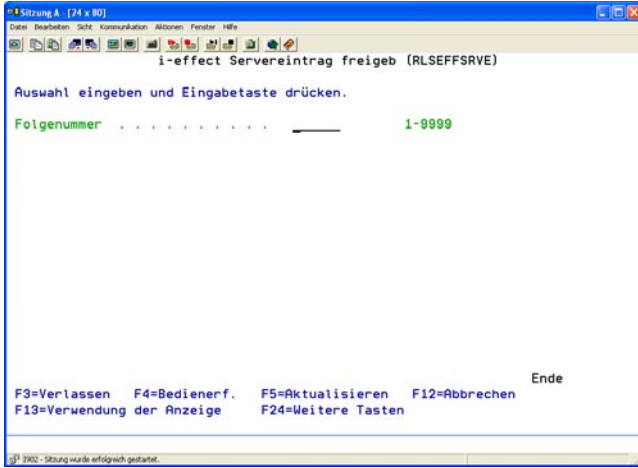 Sitzung A - [24 x 80]
Datei Bearbeiten Sicht Kommunikation Aktionen Fenster Hilfe
i-effect Servereintrag freigeb (RLSEFFSRVE)
Auswahl eingeben und Eingabetaste drücken.
Folgenummer . . . . . . . . . . _____ 1-9999
Ende
F3=Verlassen F4=Bedienerf. F5=Aktualisieren F12=Abbrechen
F13=Verwendung der Anzeige F24=Weitere Tasten
I902 - Sitzung wurde erfolgreich gestartet.